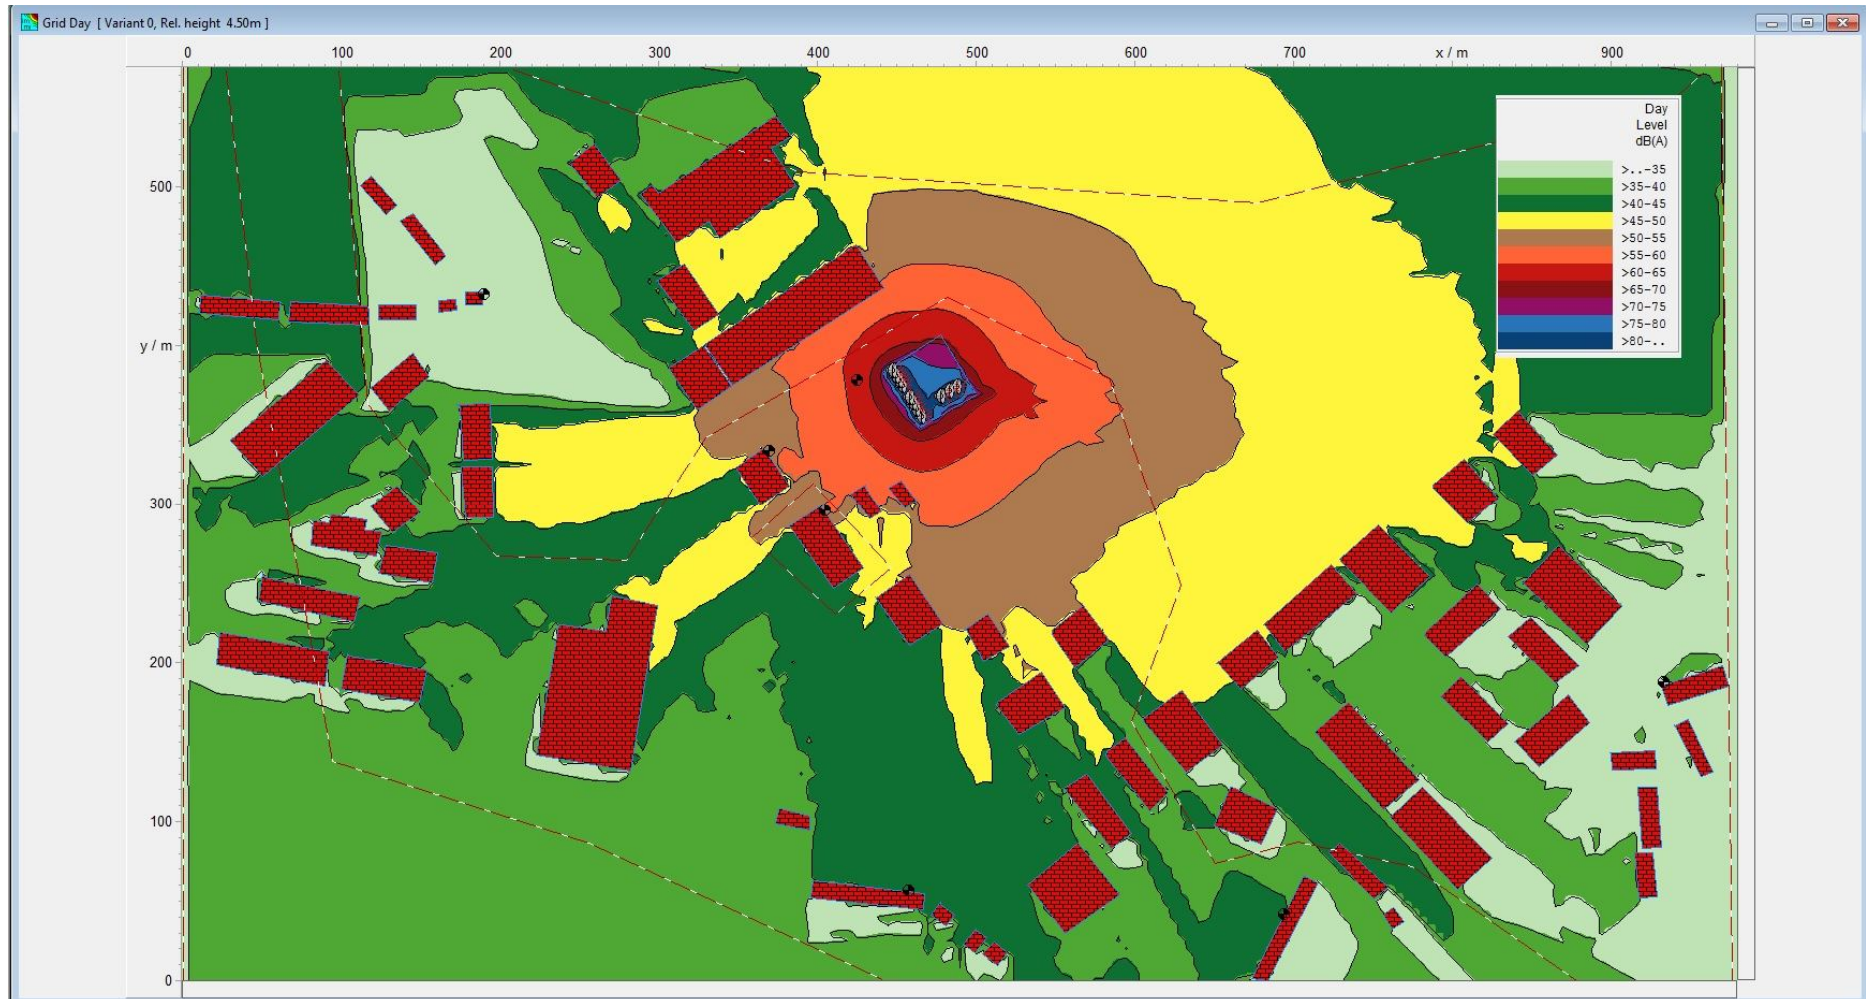 Grid Day [ Variant 0, Rel. height 4.50m ]
0 100 200 300 400 500 600 700 x / m 900
Day
Level
dB(A)
>..-35
>35-40
>40-45
>45-50
>50-55
>55-60
>60-65
>65-70
>70-75
>75-80
>80-..
500
y / m
300
200
100
0